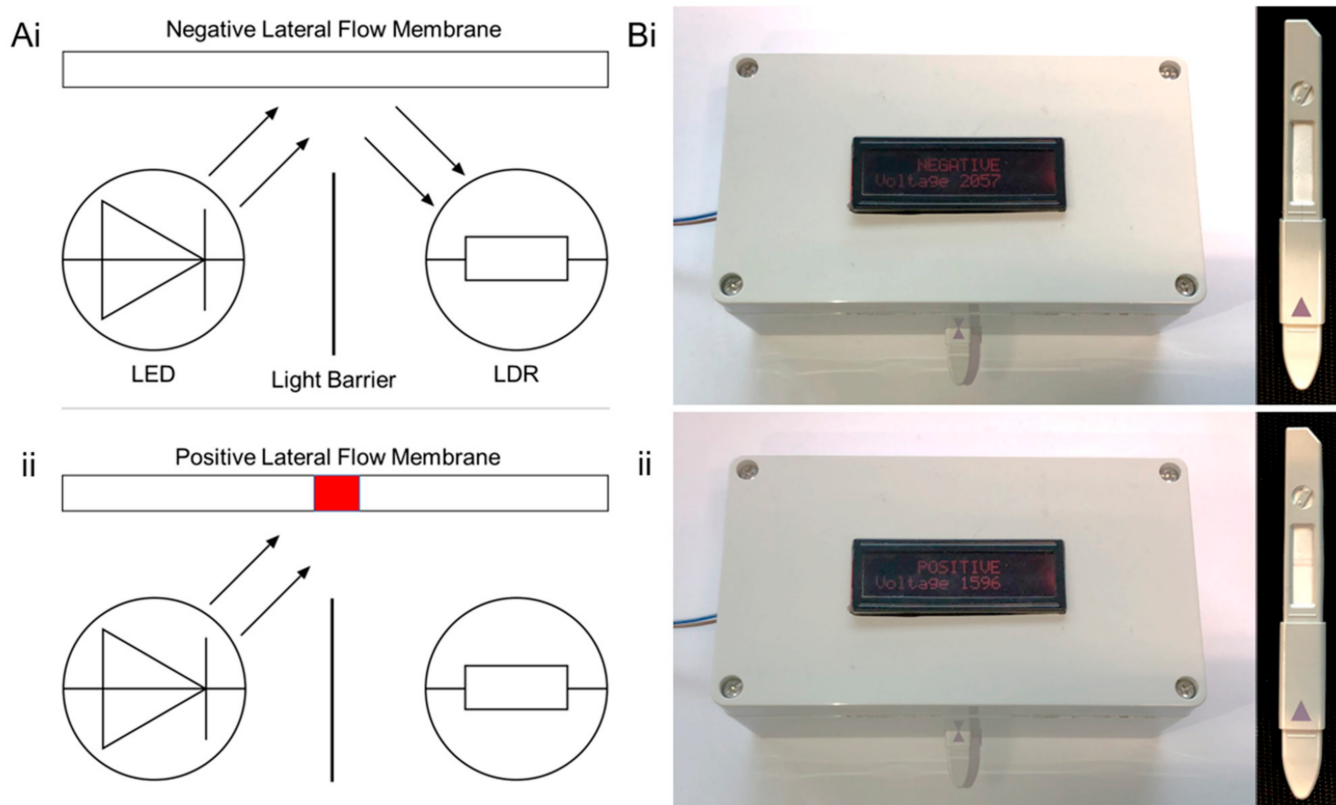 Ai
Negative Lateral Flow Membrane
LED
Light Barrier
LDR
ii
Positive Lateral Flow Membrane
Bi
NEGATIVE
Voltage 2057
ii
POSITIVE
Voltage 1596